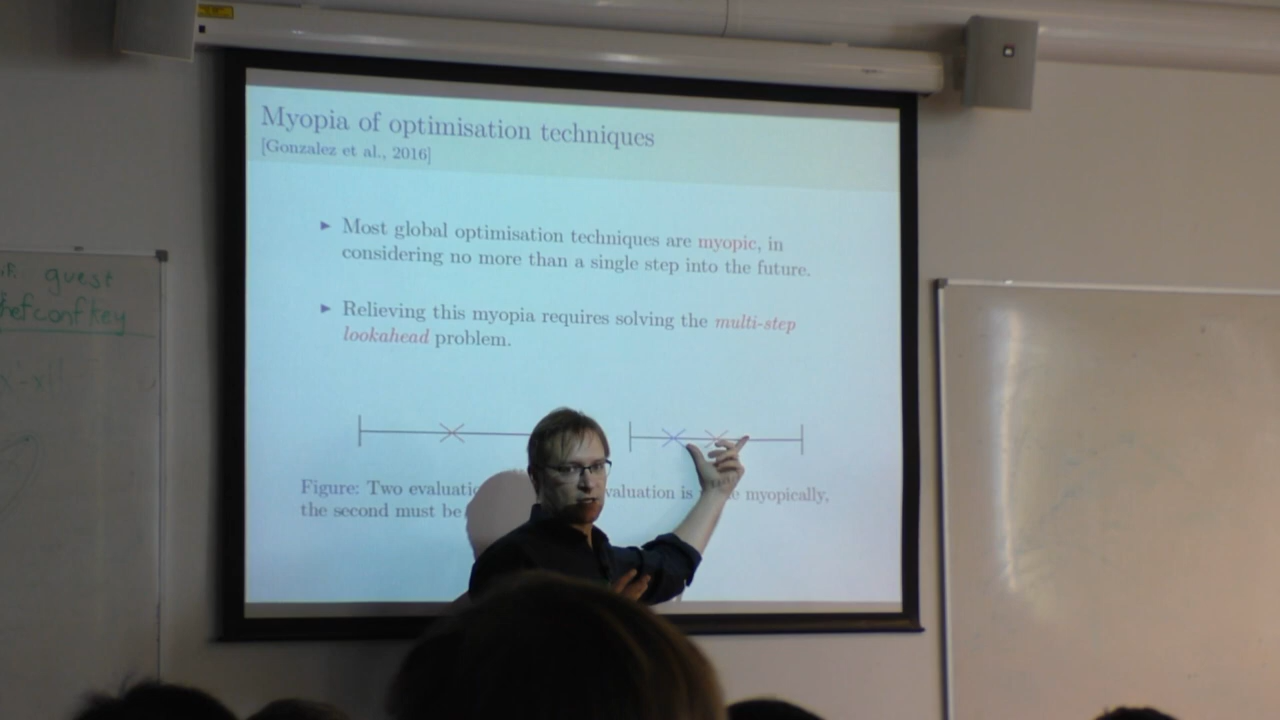 Myopia of optimisation techniques
[Gonzalez et al., 2016]
Most global optimisation techniques are myopic, in
considering no more than a single step into the future.
Relieving this myopia requires solving the multi-step
lookahead problem.
Figure: Two is myopically,
the second must be
guest